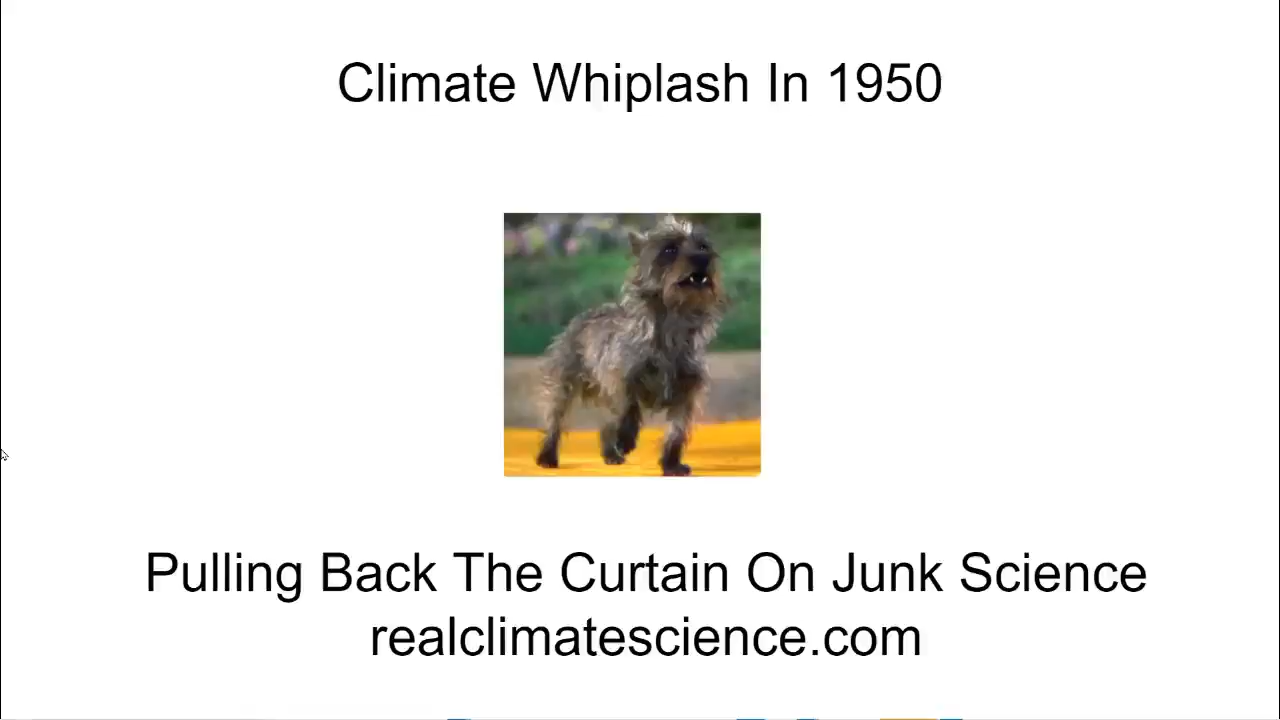 Climate Whiplash In 1950
Pulling Back The Curtain On Junk Science
realclimatescience.com